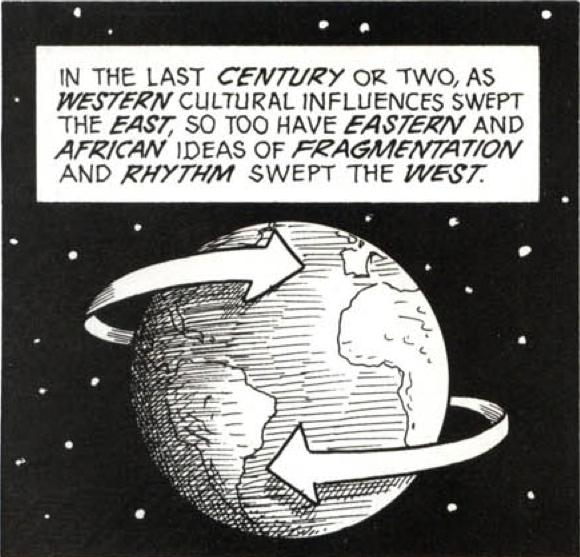 IN THE LAST CENTURY OR TWO, AS
WESTERN CULTURAL INFLUENCES SWEPT
THE EAST, SO TOO HAVE EASTERN AND
AFRICAN IDEAS OF FRAGMENTATION
AND RHYTHM SWEPT THE WEST.